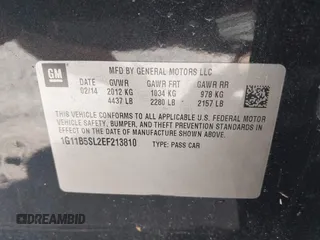 GM
MFD BY GENERAL MOTORS LLC
02/14 GVWR GAWR FRT GAWR RR
2012 KG 1034 KG 978 KG
4437 LB 2280 LB 2157 LB
THIS VEHICLE CONFORMS TO ALL APPLICABLE U.S. FEDERAL MOTOR
VEHICLE SAFETY, BUMPER, AND THEFT PREVENTION STANDARDS IN
EFFECT ON THE DATE OF MANUFACTURE SHOWN ABOVE.
1G11B5SL2EF213810 TYPE: PASS CAR
CREADYBID